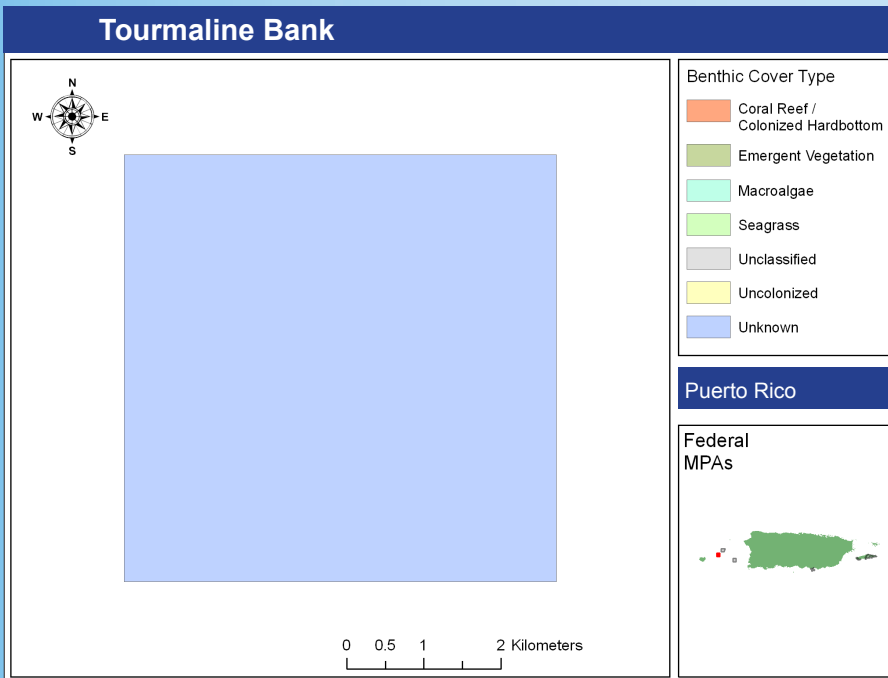 Tourmaline Bank
N
W E
S
0 0.5 1 2 Kilometers
Benthic Cover Type
Coral Reef /
Colonized Hardbottom
Emergent Vegetation
Macroalgae
Seagrass
Unclassified
Uncolonized
Unknown
Puerto Rico
Federal
MPAs